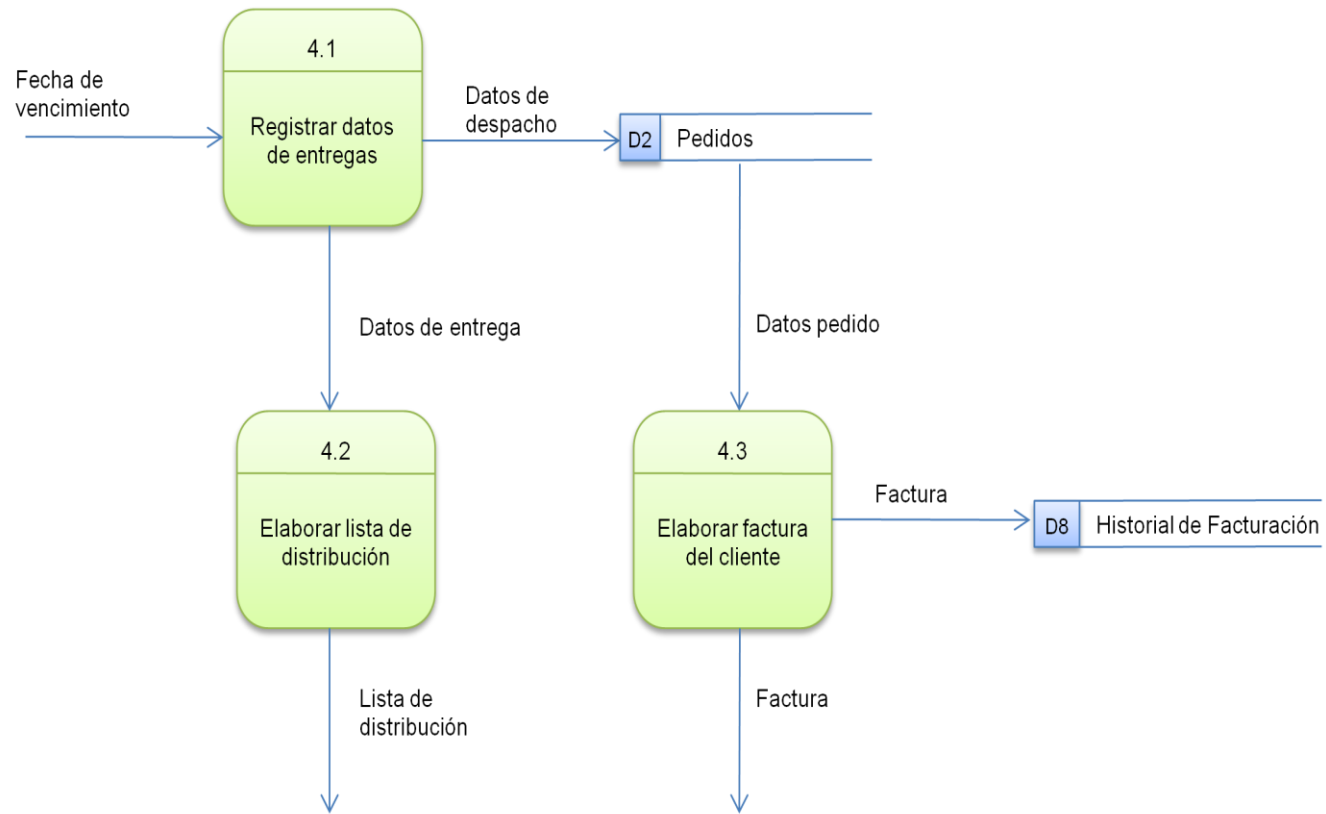 4.1
Fecha de
vencimiento
Registrar datos
de entregas
Datos de
despacho
D2 Pedidos
Datos de entrega
Datos pedido
4.2
Elaborar lista de
distribución
4.3
Elaborar factura
del cliente
Factura
D8 Historial de Facturación
Lista de
distribución
Factura